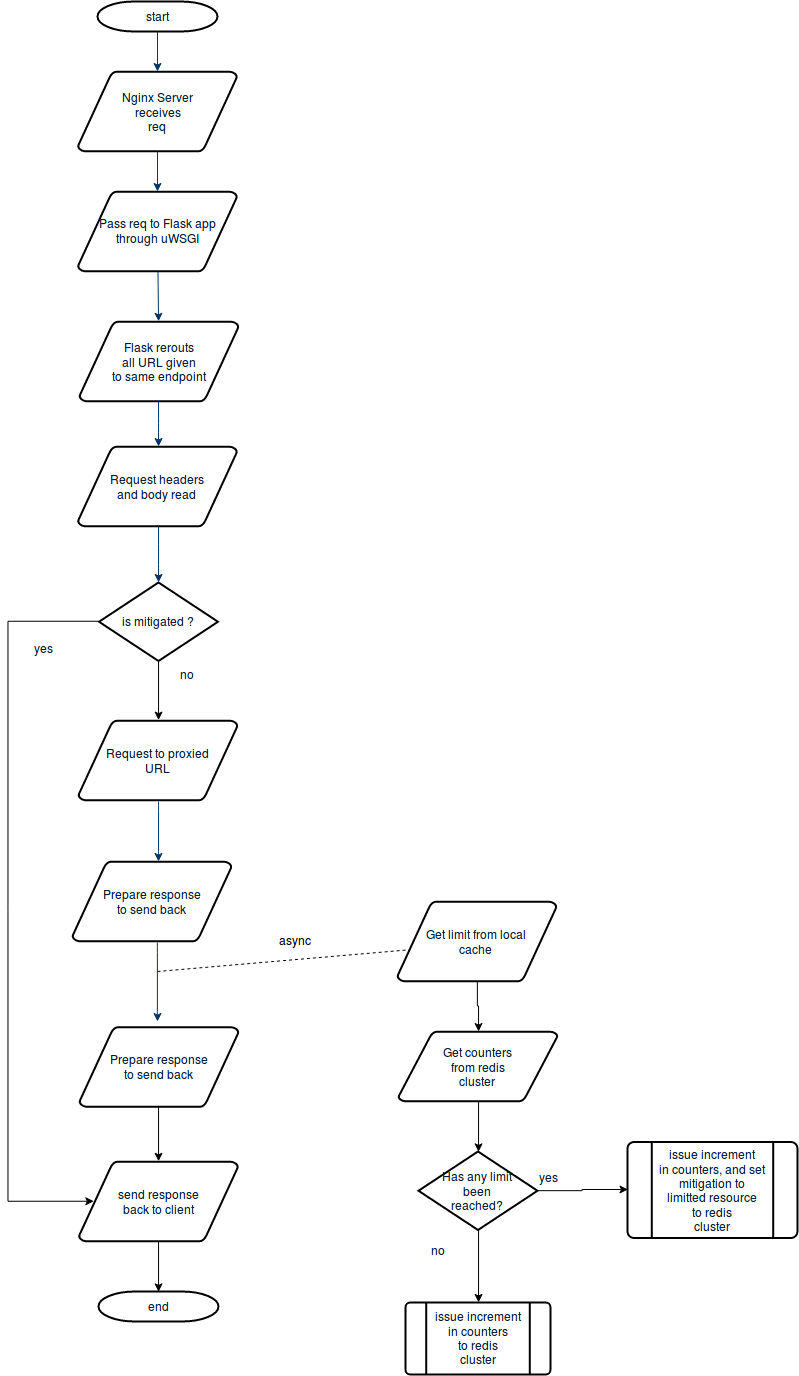 start
Nginx Server
receives
req
Pass req to Flask app
through uWSGI
Flask rerouts
all URL given
to same endpoint
Request headers
and body read
is mitigated ?
yes
no
Request to proxied
URL
Prepare response
to send back
async
Get limit from local
cache
Prepare response
to send back
Get counters
from redis
cluster
send response
back to client
Has any limit
been
reached?
yes
issue increment
in counters, and set
mitigation to
limitted resource
to redis
cluster
no
end
issue increment
in counters
to redis
cluster